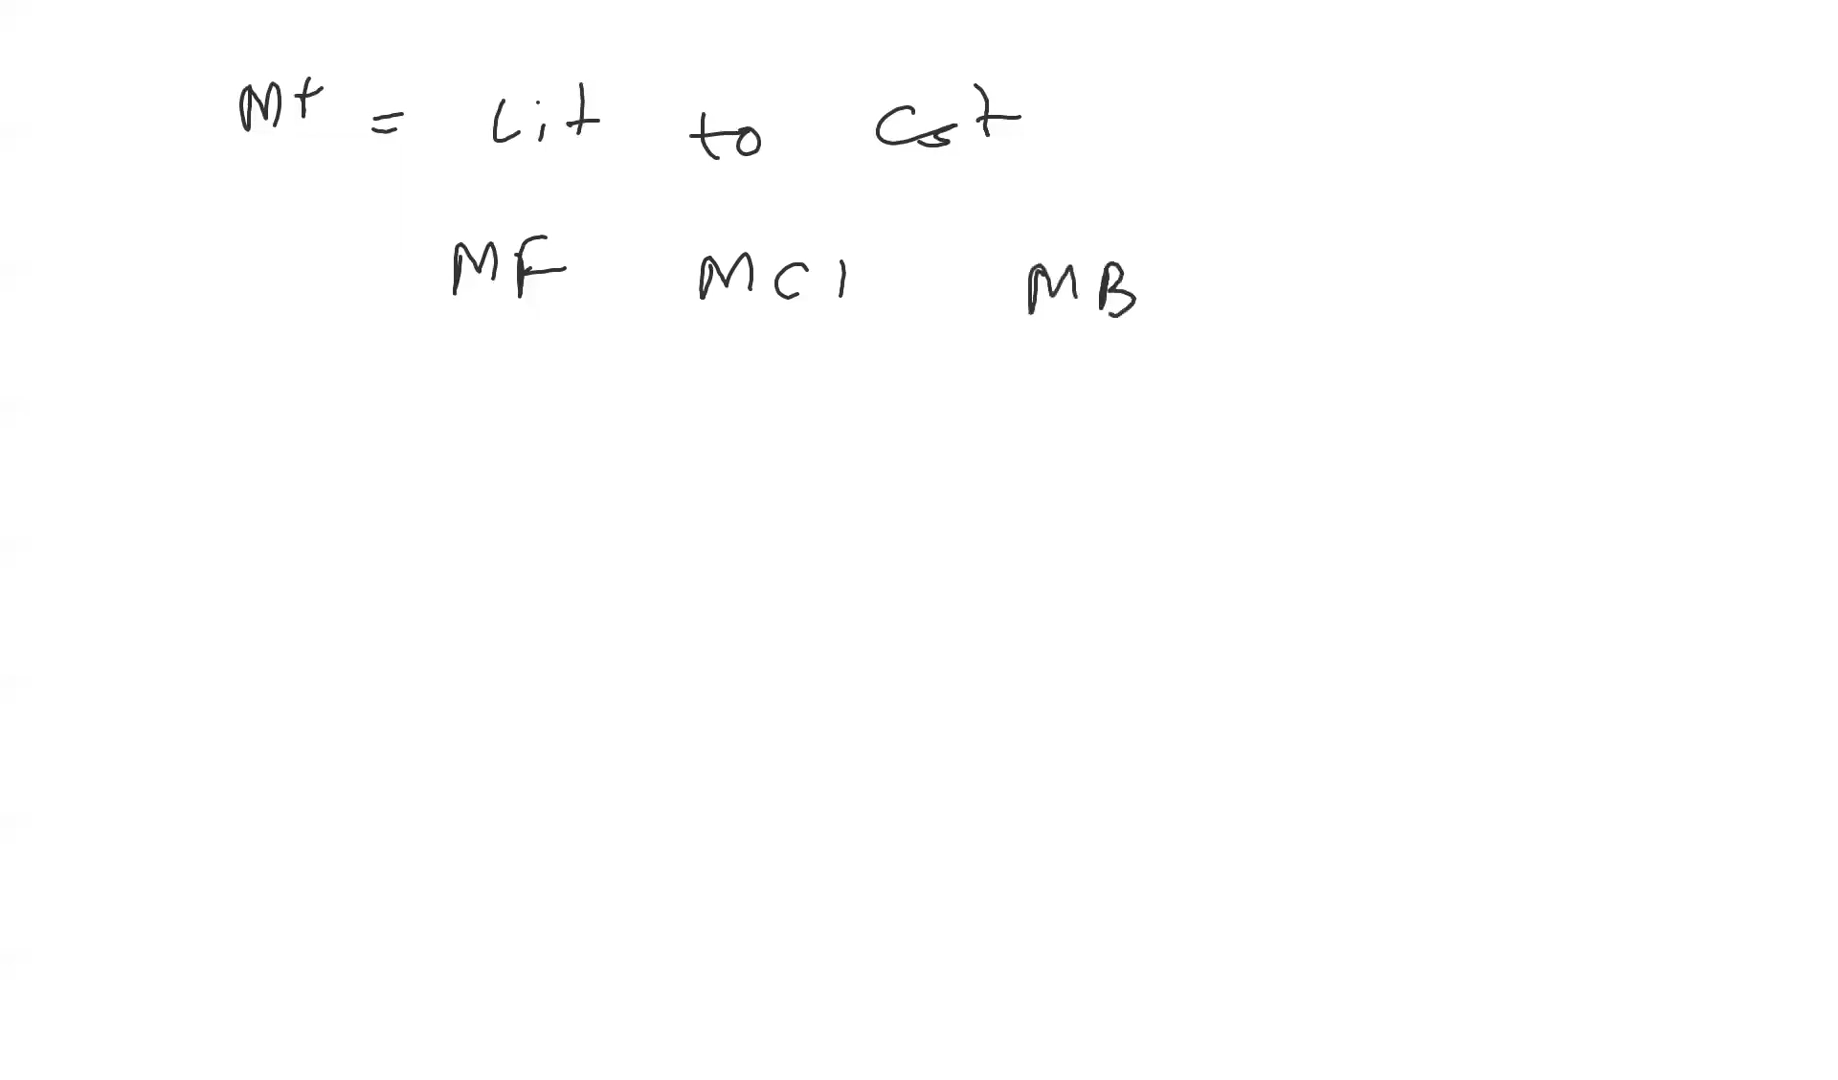 M+ = Li+ to Cs+
MF MCl MB